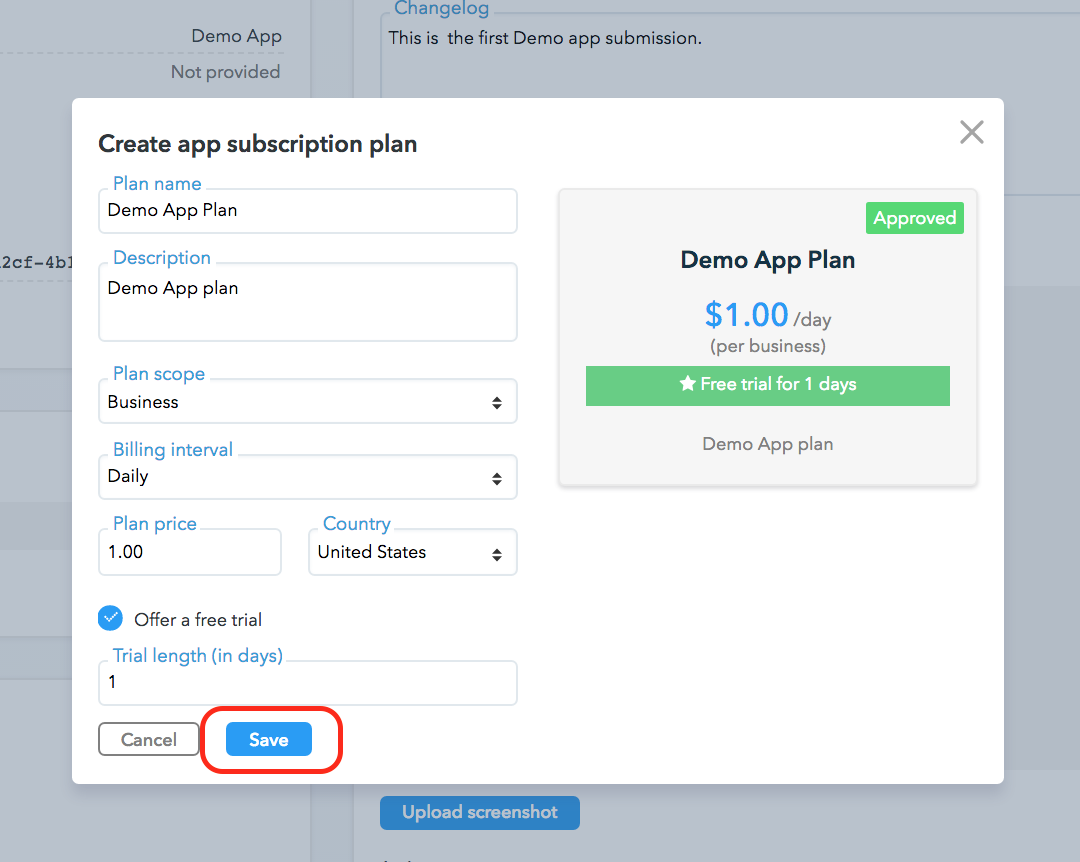 Changelog
Demo App
This is  the first Demo app submission.
Not provided
Create app subscription plan
Plan name
Demo App Plan
Description
Demo App plan
Plan scope
Business
Billing interval
Daily
Plan price
1.00
Country
United States
Offer a free trial
Trial length (in days)
1
Cancel
Save
Approved
Demo App Plan
$1.00 /day
(per business)
Free trial for 1 days
Demo App plan
2cf-4b1
Upload screenshot